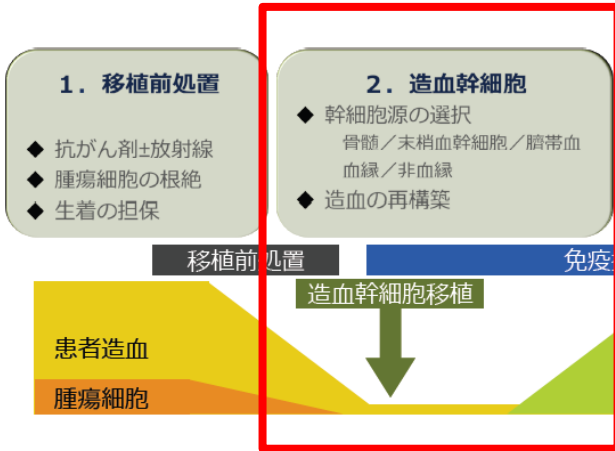 1. 移植前処置
◆ 抗がん剤±放射線
◆ 腫瘍細胞の根絶
◆ 生着の担保
2. 造血幹細胞
◆ 幹細胞源の選択
骨髄／末梢血幹細胞／臍帯血
血縁／非血縁
◆ 造血の再構築
移植前処置
免疫
造血幹細胞移植
患者造血
腫瘍細胞